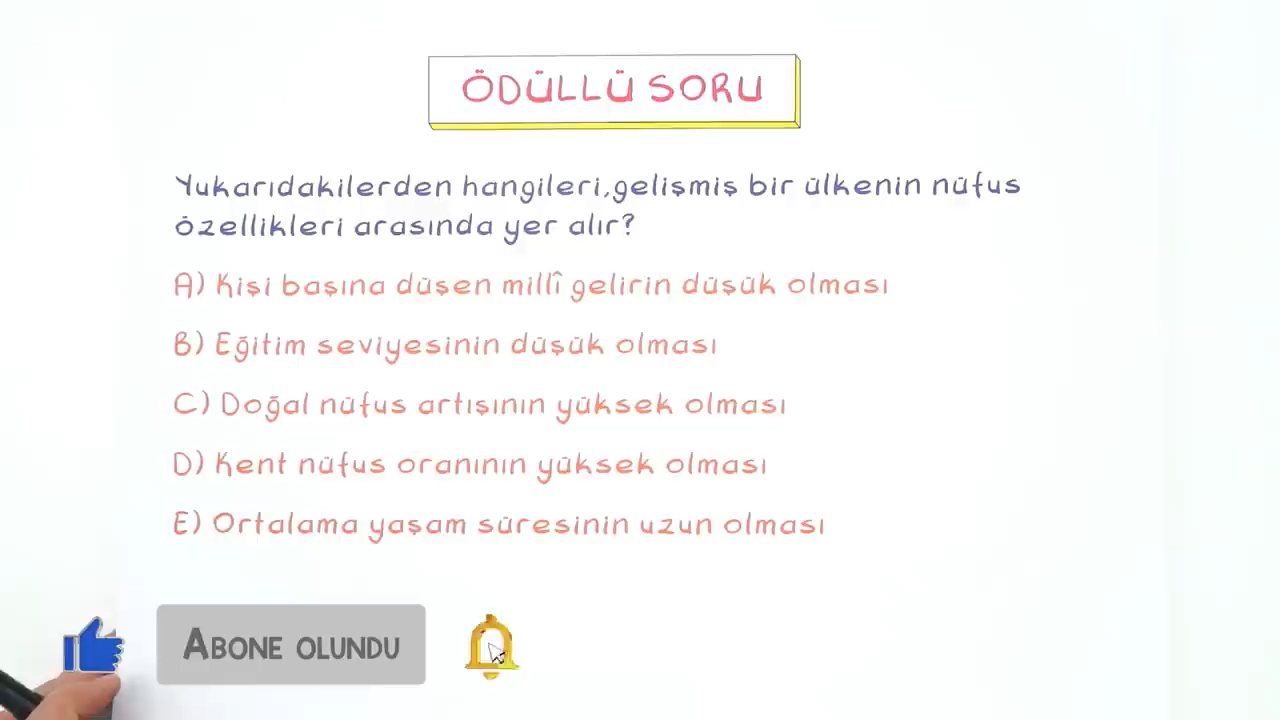 ÖDÜLLÜ SORU
Yukarıdakilerden hangileri,gelişmiş bir ülkenin nüfus
özellikleri arasında yer alır?
A) Kişi başına düşen millî gelirin düşük olması
B) Eğitim seviyesinin düşük olması
C) Doğal nüfus artışının yüksek olması
D) Kent nüfus oranının yüksek olması
E) Ortalama yaşam süresinin uzun olması
ABONE OLUNDU